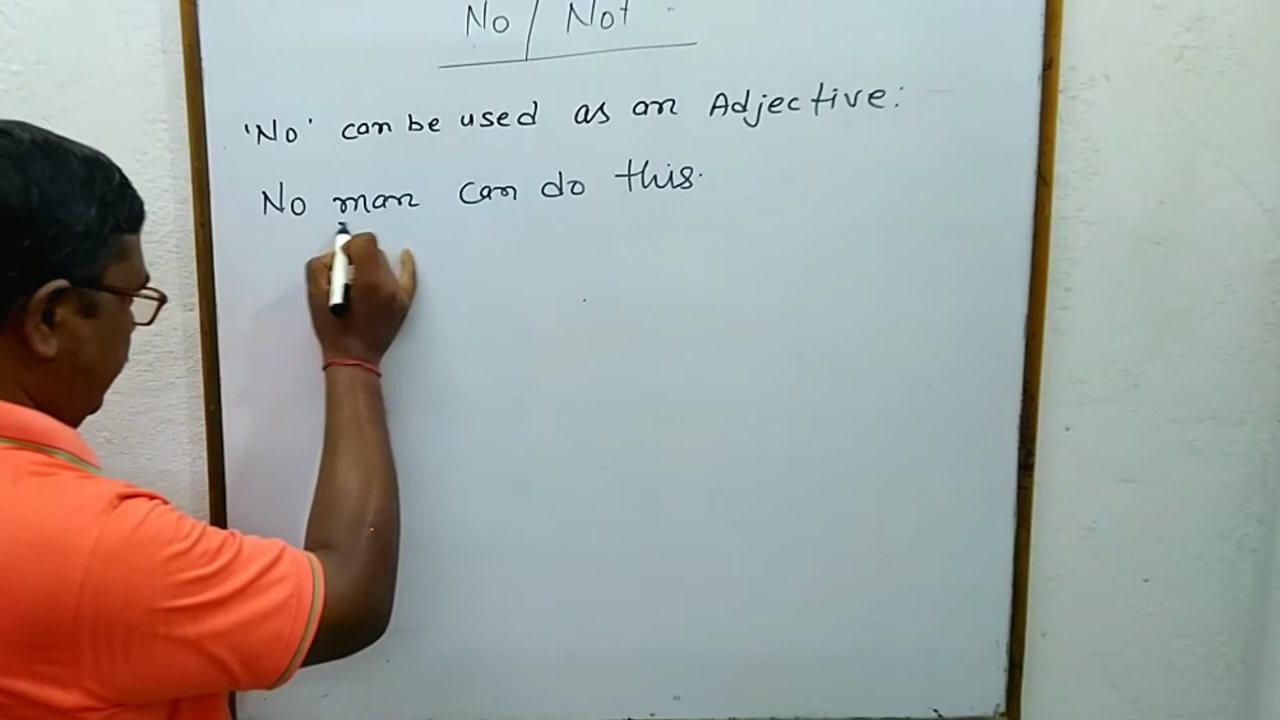 No / Not
'No' can be used as an Adjective:
No man can do this.